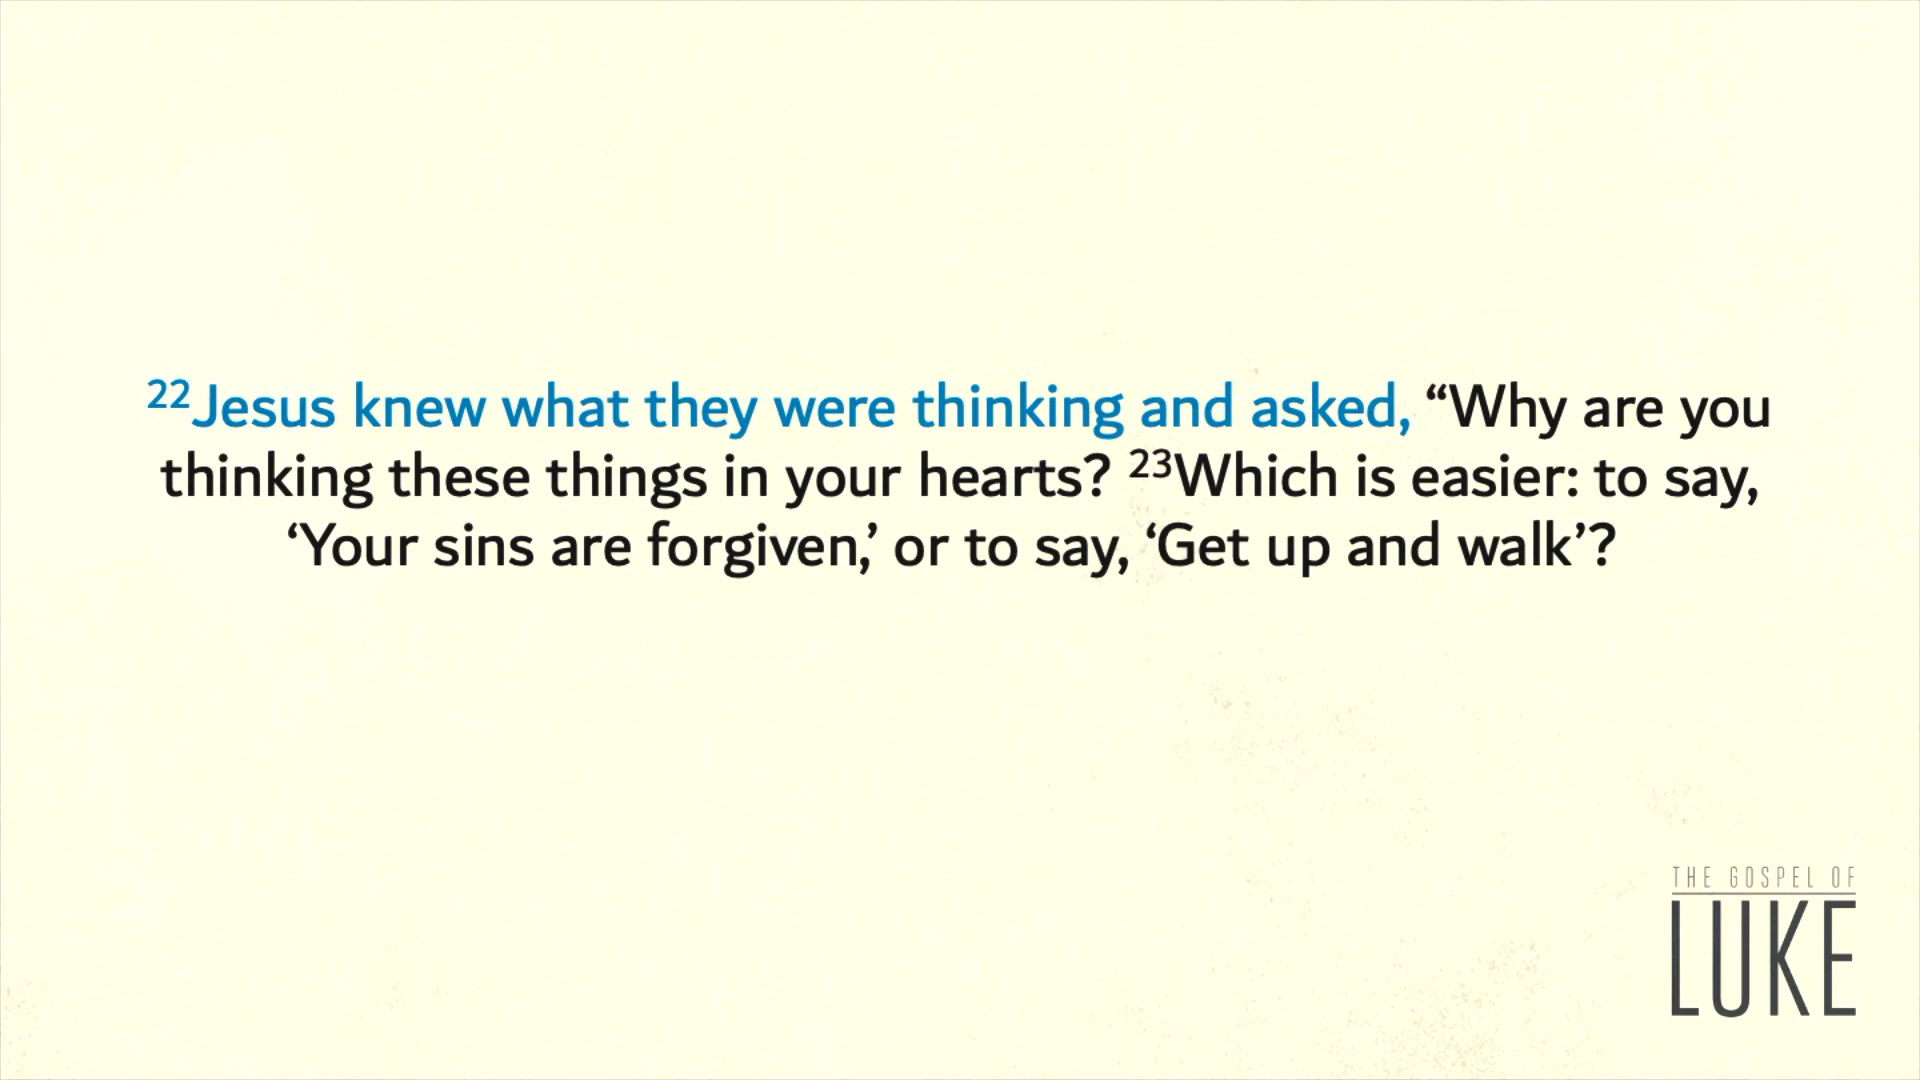 ²²Jesus knew what they were thinking and asked, “Why are you
thinking these things in your hearts? ²³Which is easier: to say,
‘Your sins are forgiven,’ or to say, ‘Get up and walk’?
THE GOSPEL OF
LUKE